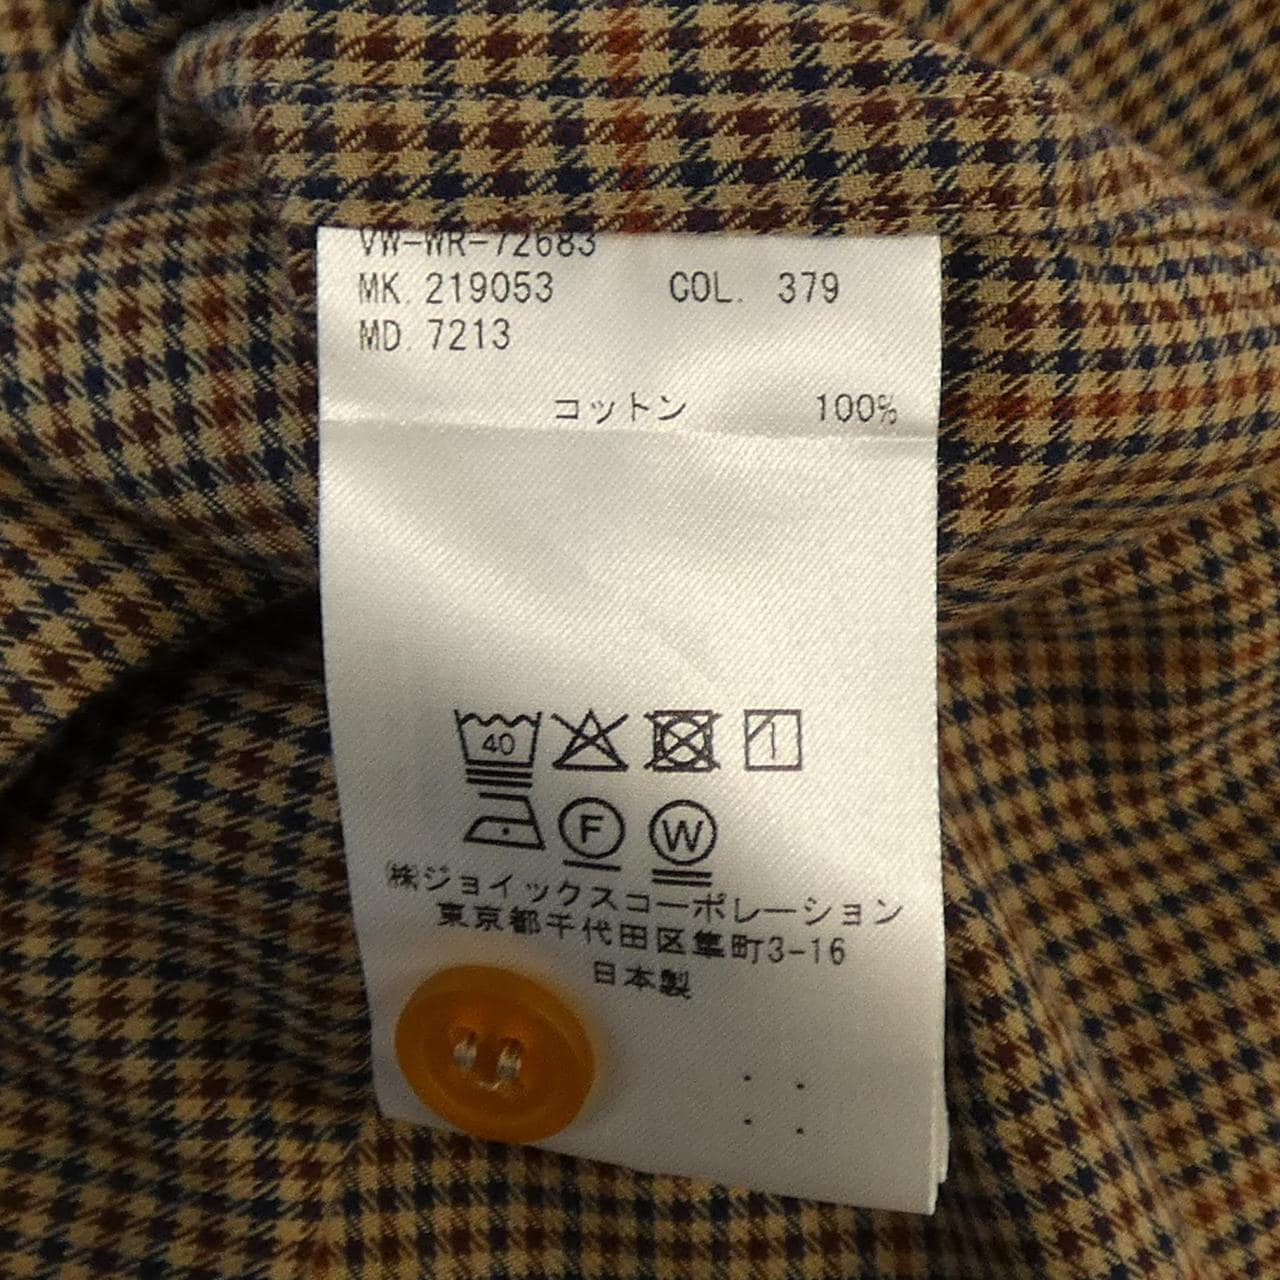 VW-WR-72683
MK. 219053 COL. 379
MD. 7213
コットン 100%
40
1
F W
㈱ジョイックスコーポレーション
東京都千代田区隼町3-16
日本製